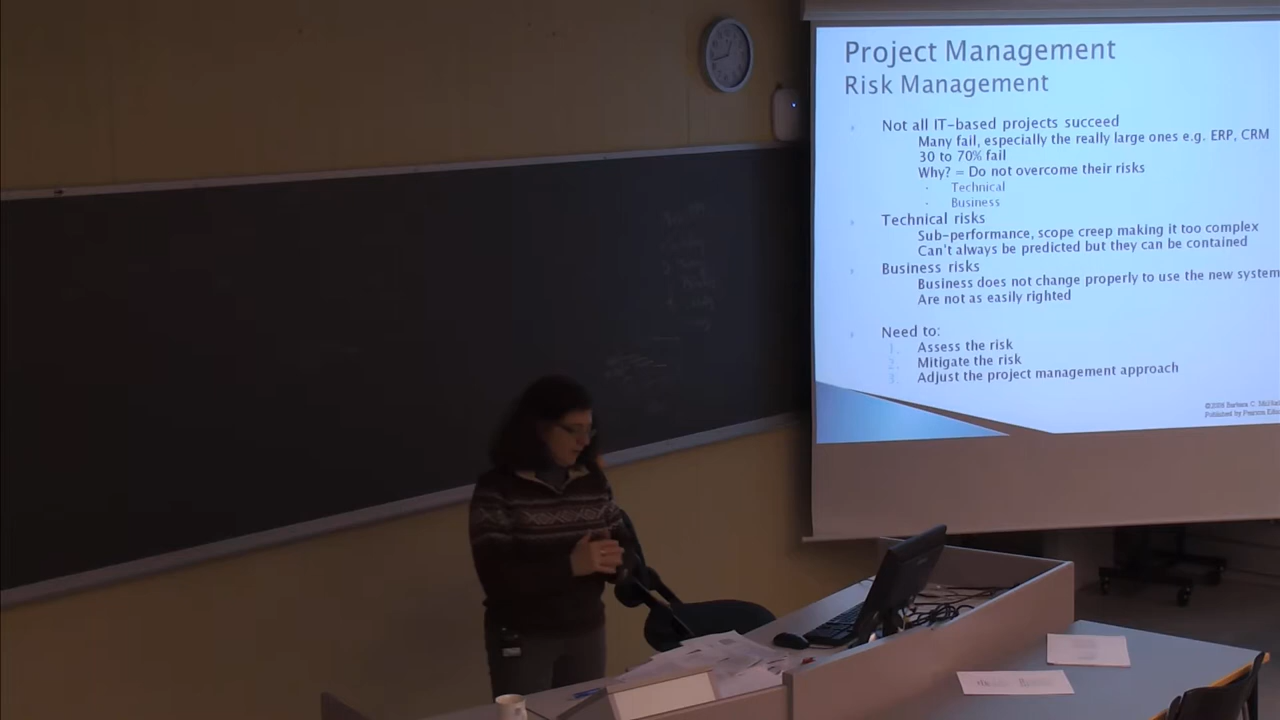 Project Management
Risk Management
Not all IT-based projects succeed
Many fail, especially the really large ones e.g. ERP, CRM
30 to 70% fail
Why? = Do not overcome their risks
Technical
Business
Technical risks
Sub-performance, scope creep making it too complex
Can't always be predicted but they can be contained
Business risks
Business does not change properly to use the new system
Are not as easily righted
Need to:
1. Assess the risk
2. Mitigate the risk
3. Adjust the project management approach
Barbara C.
Published by Pearson